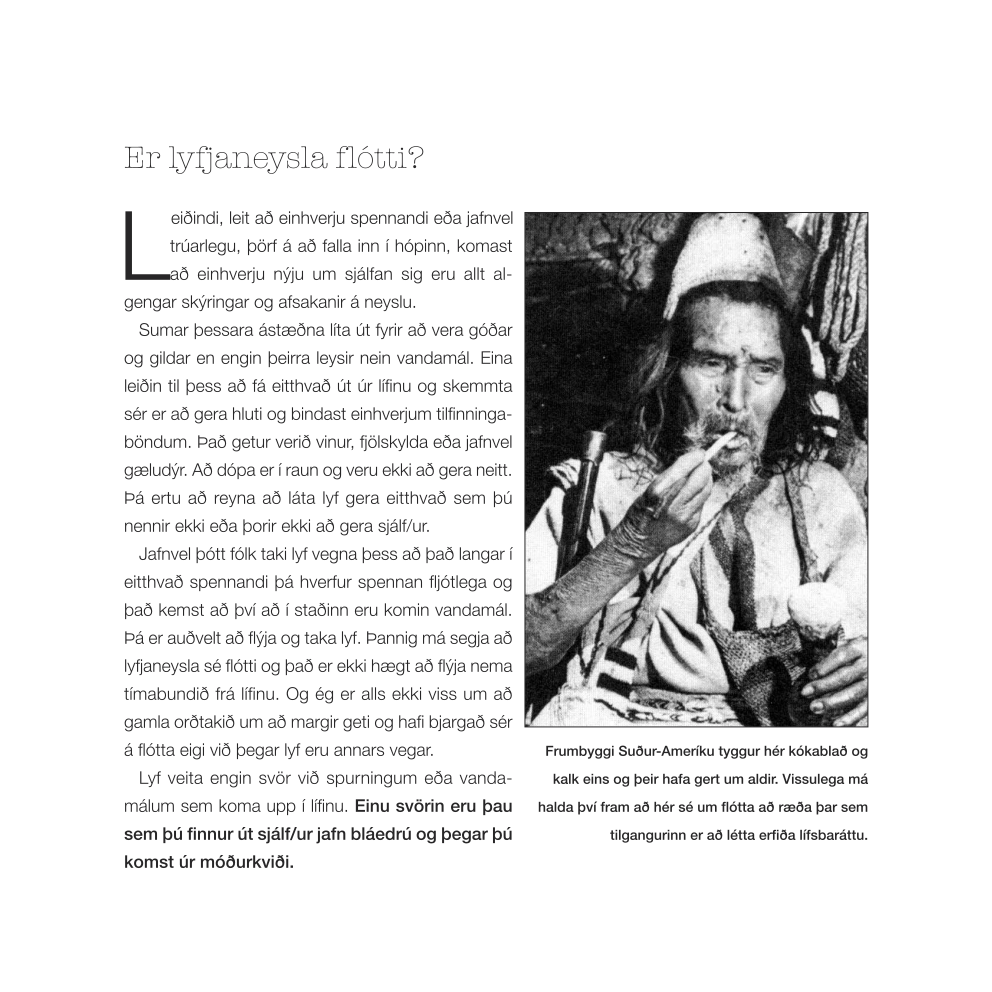 Er lyfjaneysla flótti?
Leiðindi, leit að einhverju spennandi eða jafnvel
trúarlegu, þörf á að falla inn í hópinn, komast
að einhverju nýju um sjálfan sig eru allt al-
gengar skýringar og afsakanir á neyslu.
Sumar þessara ástæðna líta út fyrir að vera góðar
og gildar en engin þeirra leysir nein vandamál. Eina
leiðin til þess að fá eitthvað út úr lífinu og skemmta
sér er að gera hluti og bindast einhverjum tilfinninga-
böndum. Það getur verið vinur, fjölskylda eða jafnvel
gæludýr. Að dópa er í raun og veru ekki að gera neitt.
Þá ertu að reyna að láta lyf gera eitthvað sem þú
nennir ekki eða þorir ekki að gera sjálf/ur.
Jafnvel þótt fólk taki lyf vegna þess að það langar í
eitthvað spennandi þá hverfur spennan fljótlega og
það kemst að því að í staðinn eru komin vandamál.
Þá er auðvelt að flýja og taka lyf. Þannig má segja að
lyfjaneysla sé flótti og það er ekki hægt að flýja nema
tímabundið frá lífinu. Og ég er alls ekki viss um að
gamla orðtakið um að margir geti og hafi bjargað sér
á flótta eigi við þegar lyf eru annars vegar.
Lyf veita engin svör við spurningum eða vanda-
málum sem koma upp í lífinu. Einu svörin eru þau
sem þú finnur út sjálf/ur jafn bláedrú og þegar þú
komst úr móðurkviði.
Frumbyggi Suður-Ameríku tyggur hér kókablað og
kalk eins og þeir hafa gert um aldir. Vissulega má
halda því fram að hér sé um flótta að ræða þar sem
tilgangurinn er að létta erfiða lífsbaráttu.